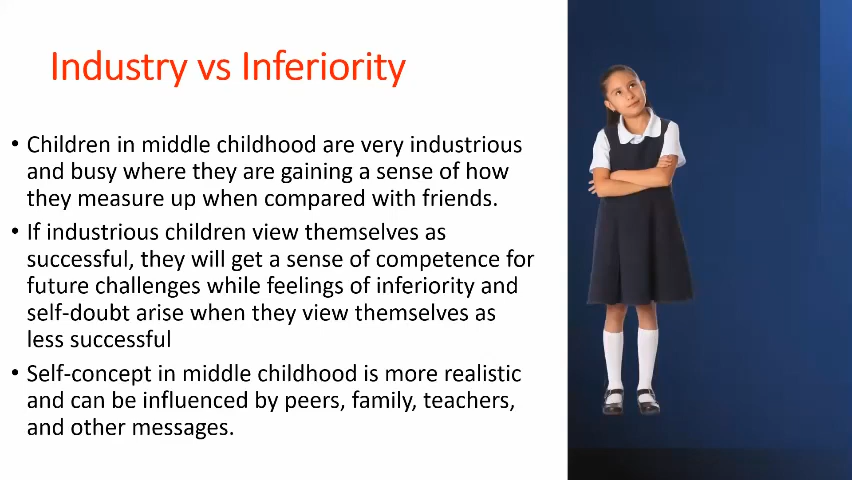 Industry vs Inferiority
• Children in middle childhood are very industrious
and busy where they are gaining a sense of how
they measure up when compared with friends.
• If industrious children view themselves as
successful, they will get a sense of competence for
future challenges while feelings of inferiority and
self-doubt arise when they view themselves as
less successful
• Self-concept in middle childhood is more realistic
and can be influenced by peers, family, teachers,
and other messages.